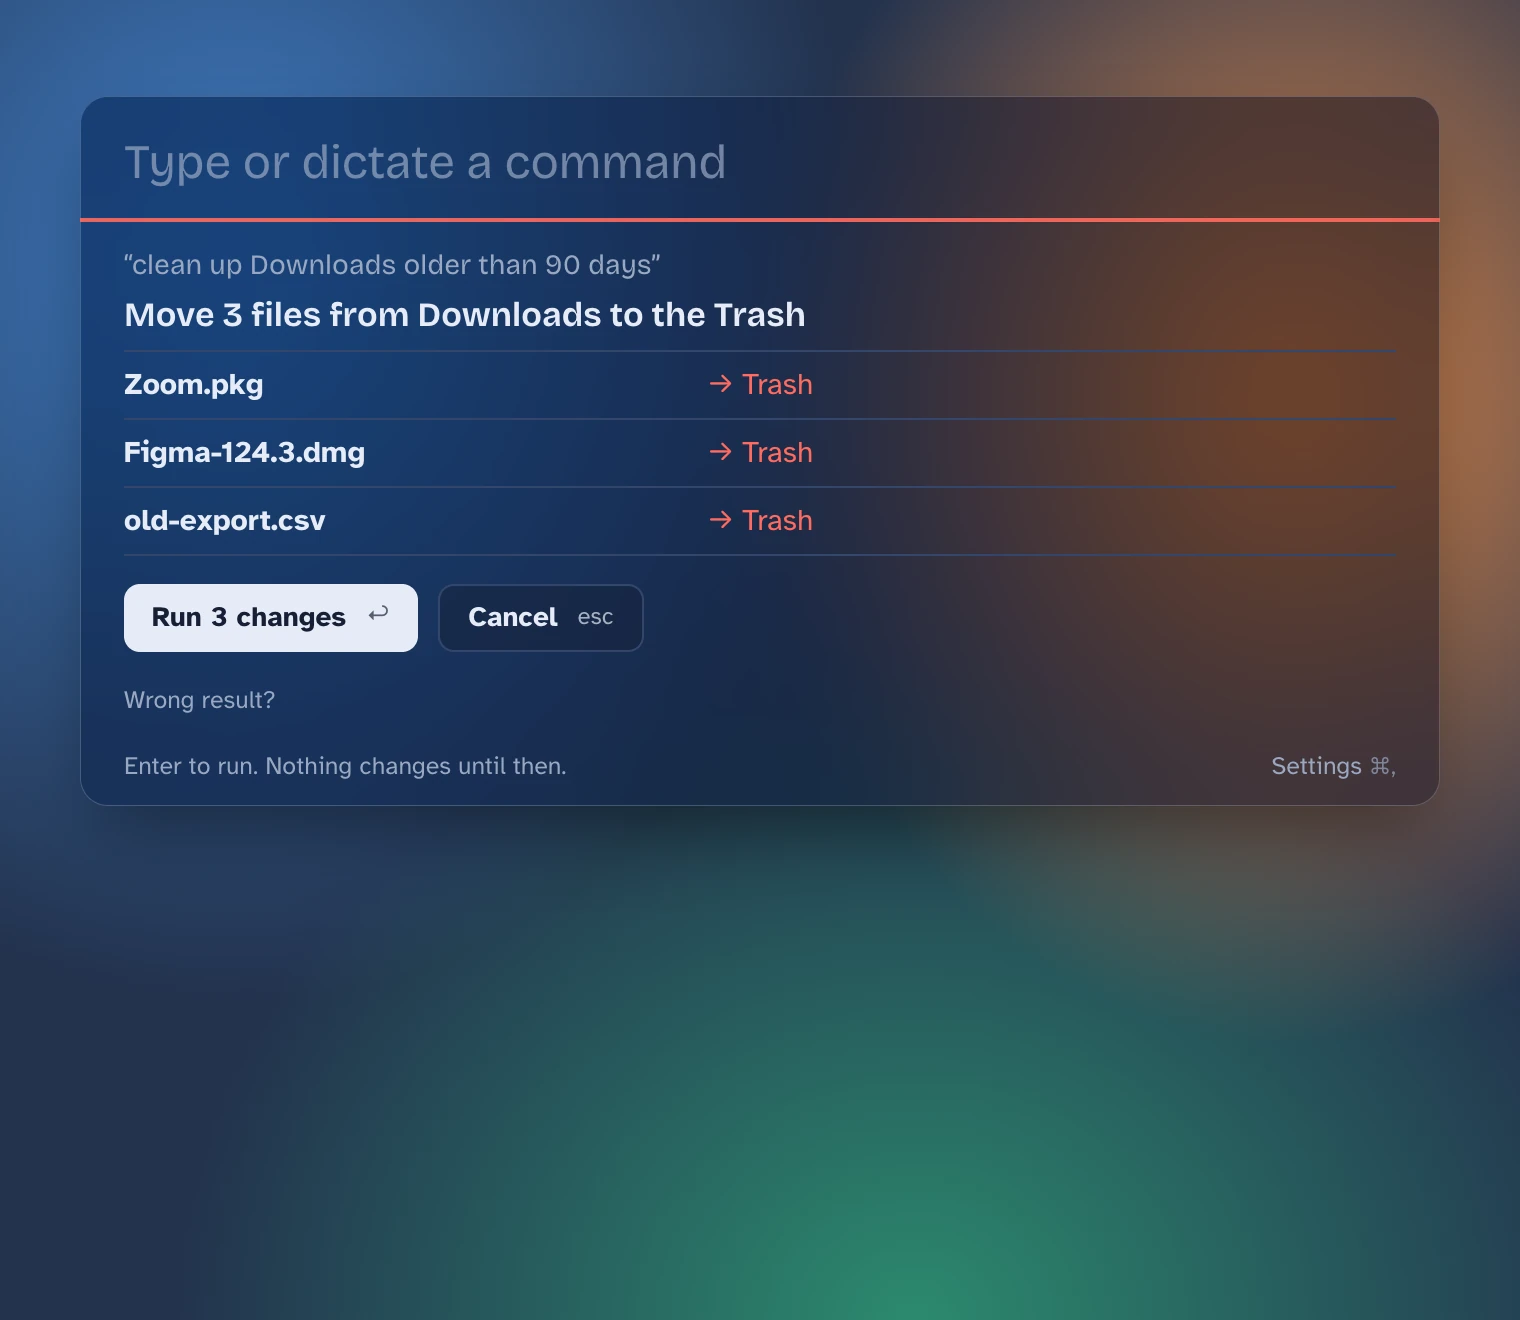 Type or dictate a command
“clean up Downloads older than 90 days”
Move 3 files from Downloads to the Trash
Zoom.pkg → Trash
Figma-124.3.dmg → Trash
old-export.csv → Trash
Run 3 changes ↩ Cancel esc
Wrong result?
Enter to run. Nothing changes until then. Settings ⌘,